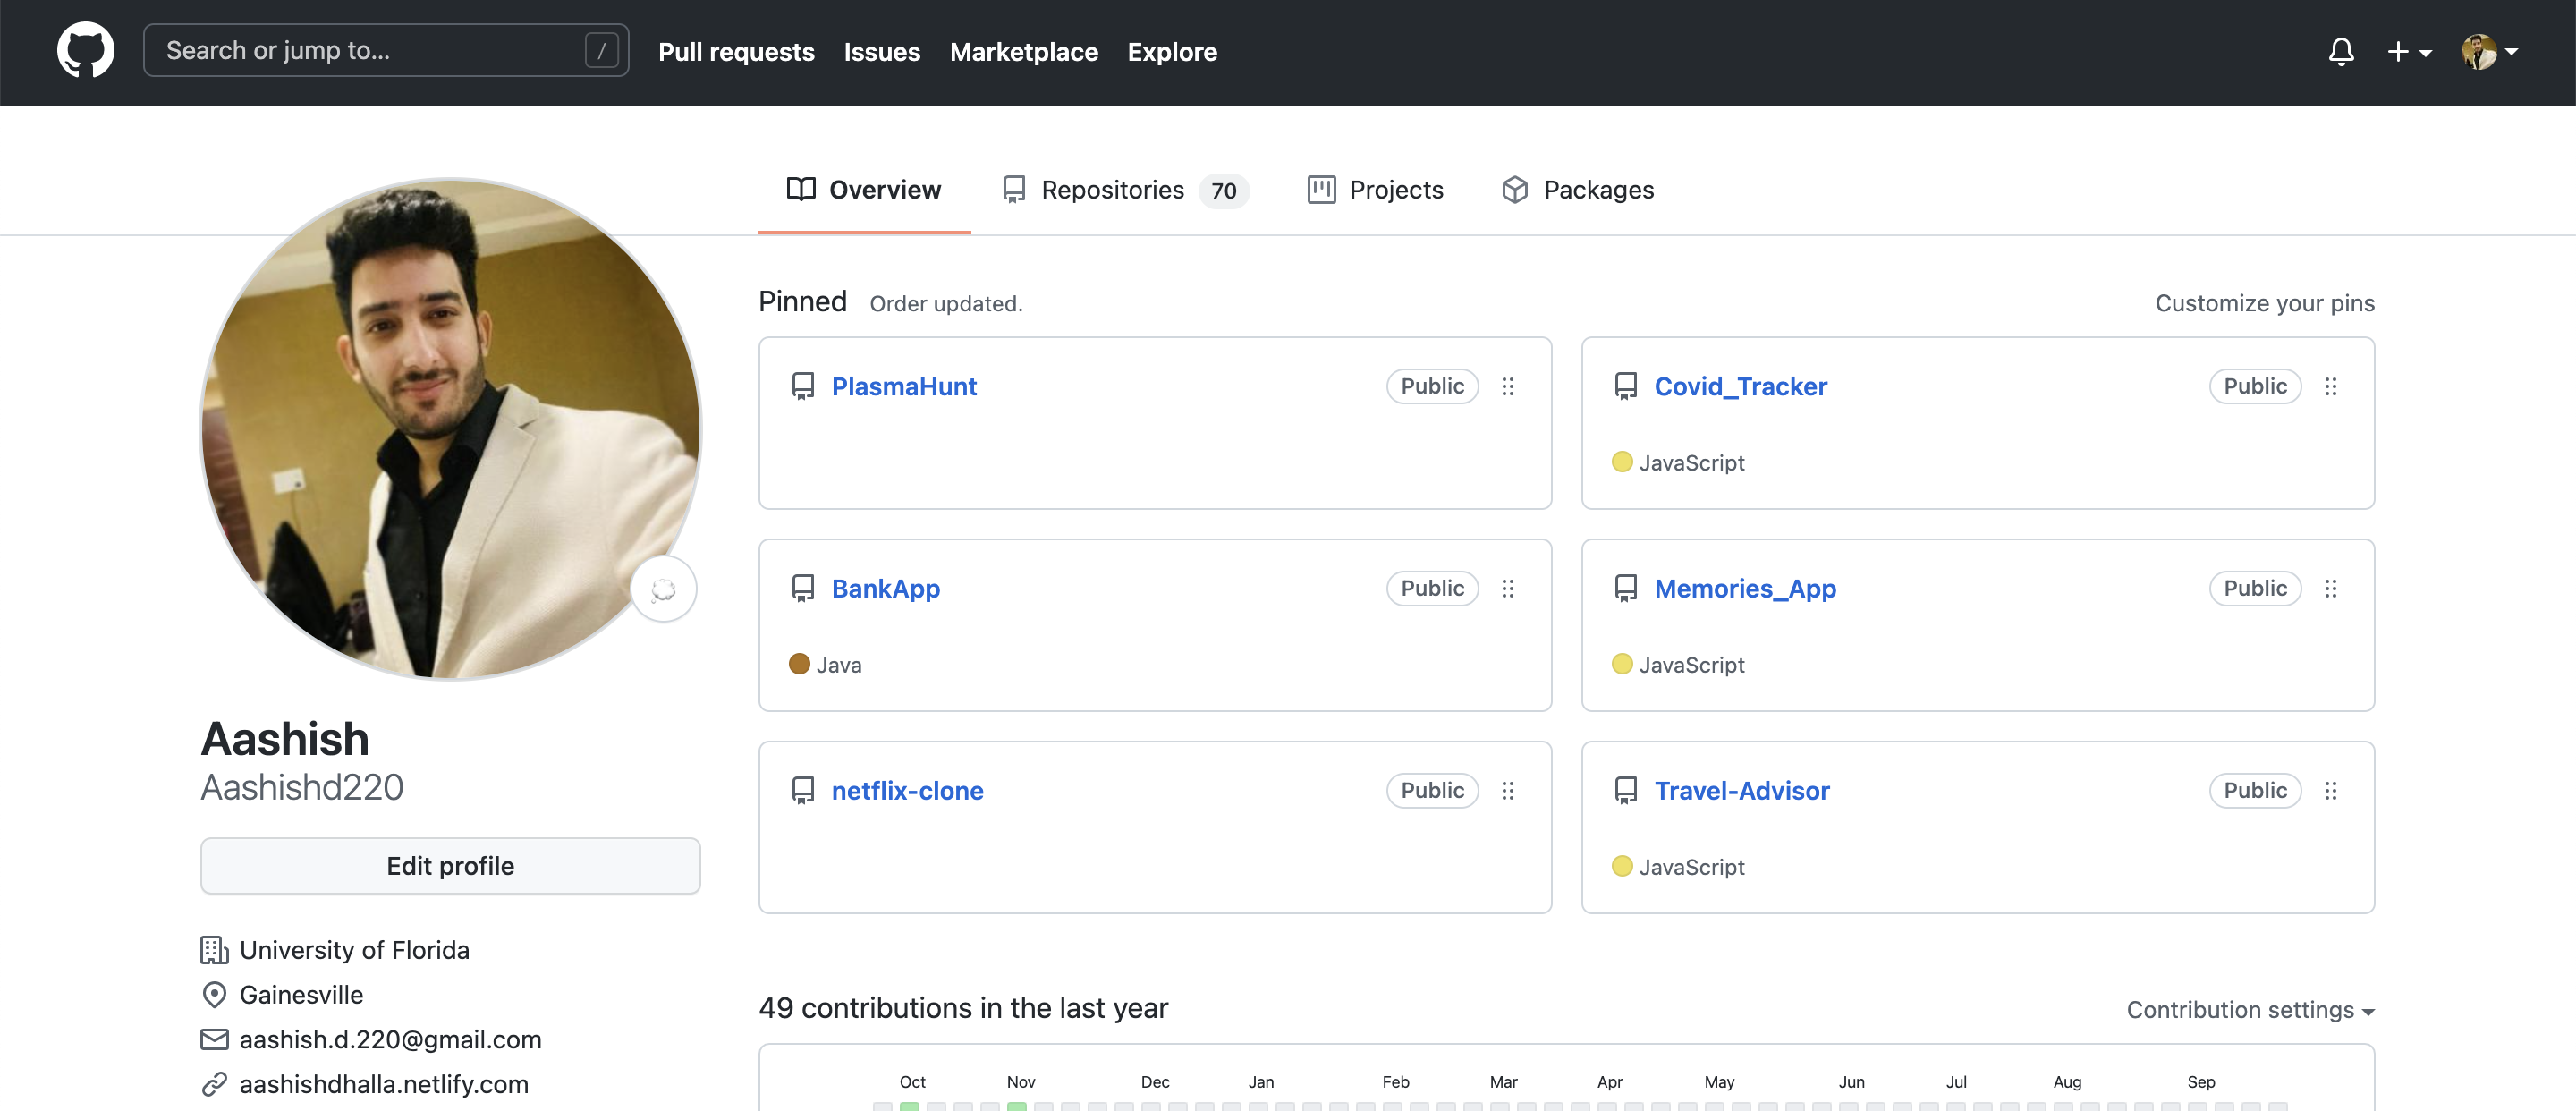 Search or jump to... /
Pull requests Issues Marketplace Explore
Overview Repositories 70 Projects Packages
Pinned Order updated. Customize your pins
PlasmaHunt Public
Covid_Tracker Public
JavaScript
BankApp Public
Java
Memories_App Public
JavaScript
netflix-clone Public
Travel-Advisor Public
JavaScript
Aashish
Aashishd220
Edit profile
University of Florida
Gainesville
aashish.d.220@gmail.com
aashishdhalla.netlify.com
49 contributions in the last year Contribution settings
Oct Nov Dec Jan Feb Mar Apr May Jun Jul Aug Sep